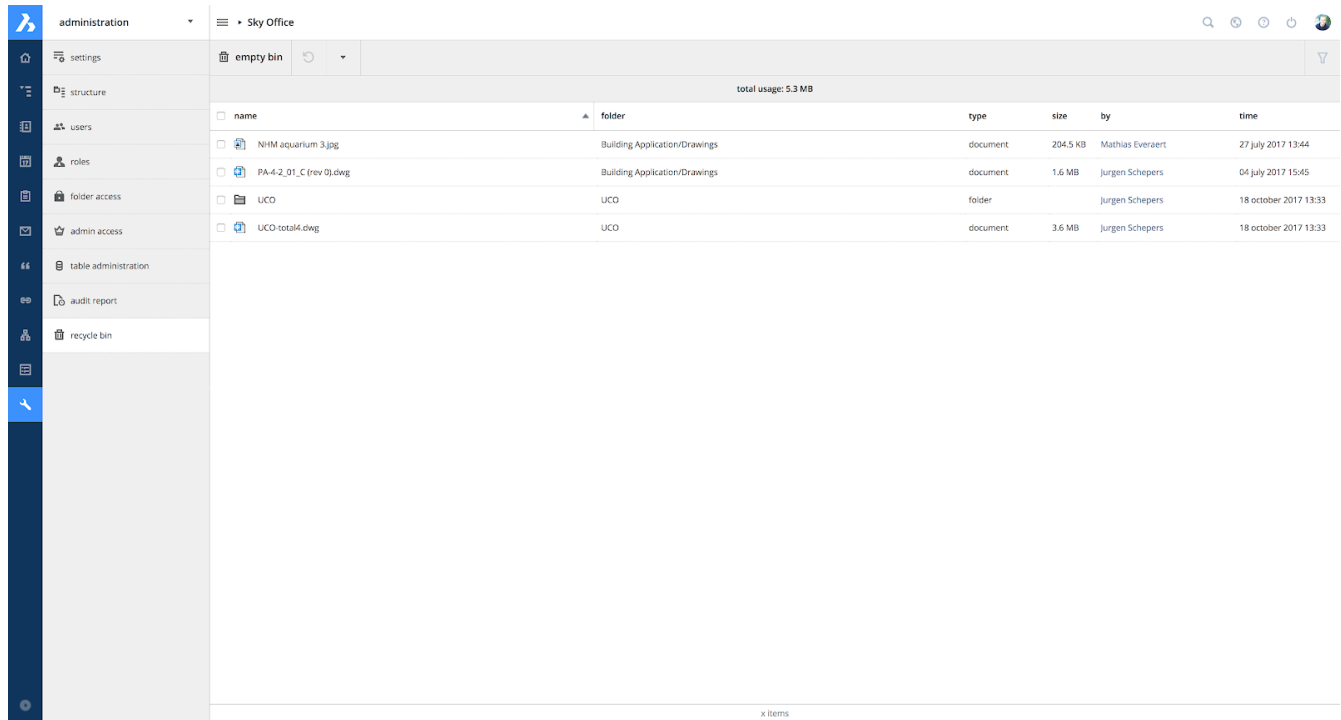 administration
Sky Office
settings
structure
users
roles
folder access
admin access
table administration
audit report
recycle bin
empty bin
total usage: 5.3 MB
name folder type size by time
NHM aquarium 3.jpg Building Application/Drawings document 204.5 KB Mathias Everaert 27 july 2017 13:44
PA-4-2_01_C (rev 0).dwg Building Application/Drawings document 1.6 MB Jurgen Schepers 04 july 2017 15:45
UCO UCO folder Jurgen Schepers 18 october 2017 13:33
UCO-total4.dwg UCO document 3.6 MB Jurgen Schepers 18 october 2017 13:33
x items